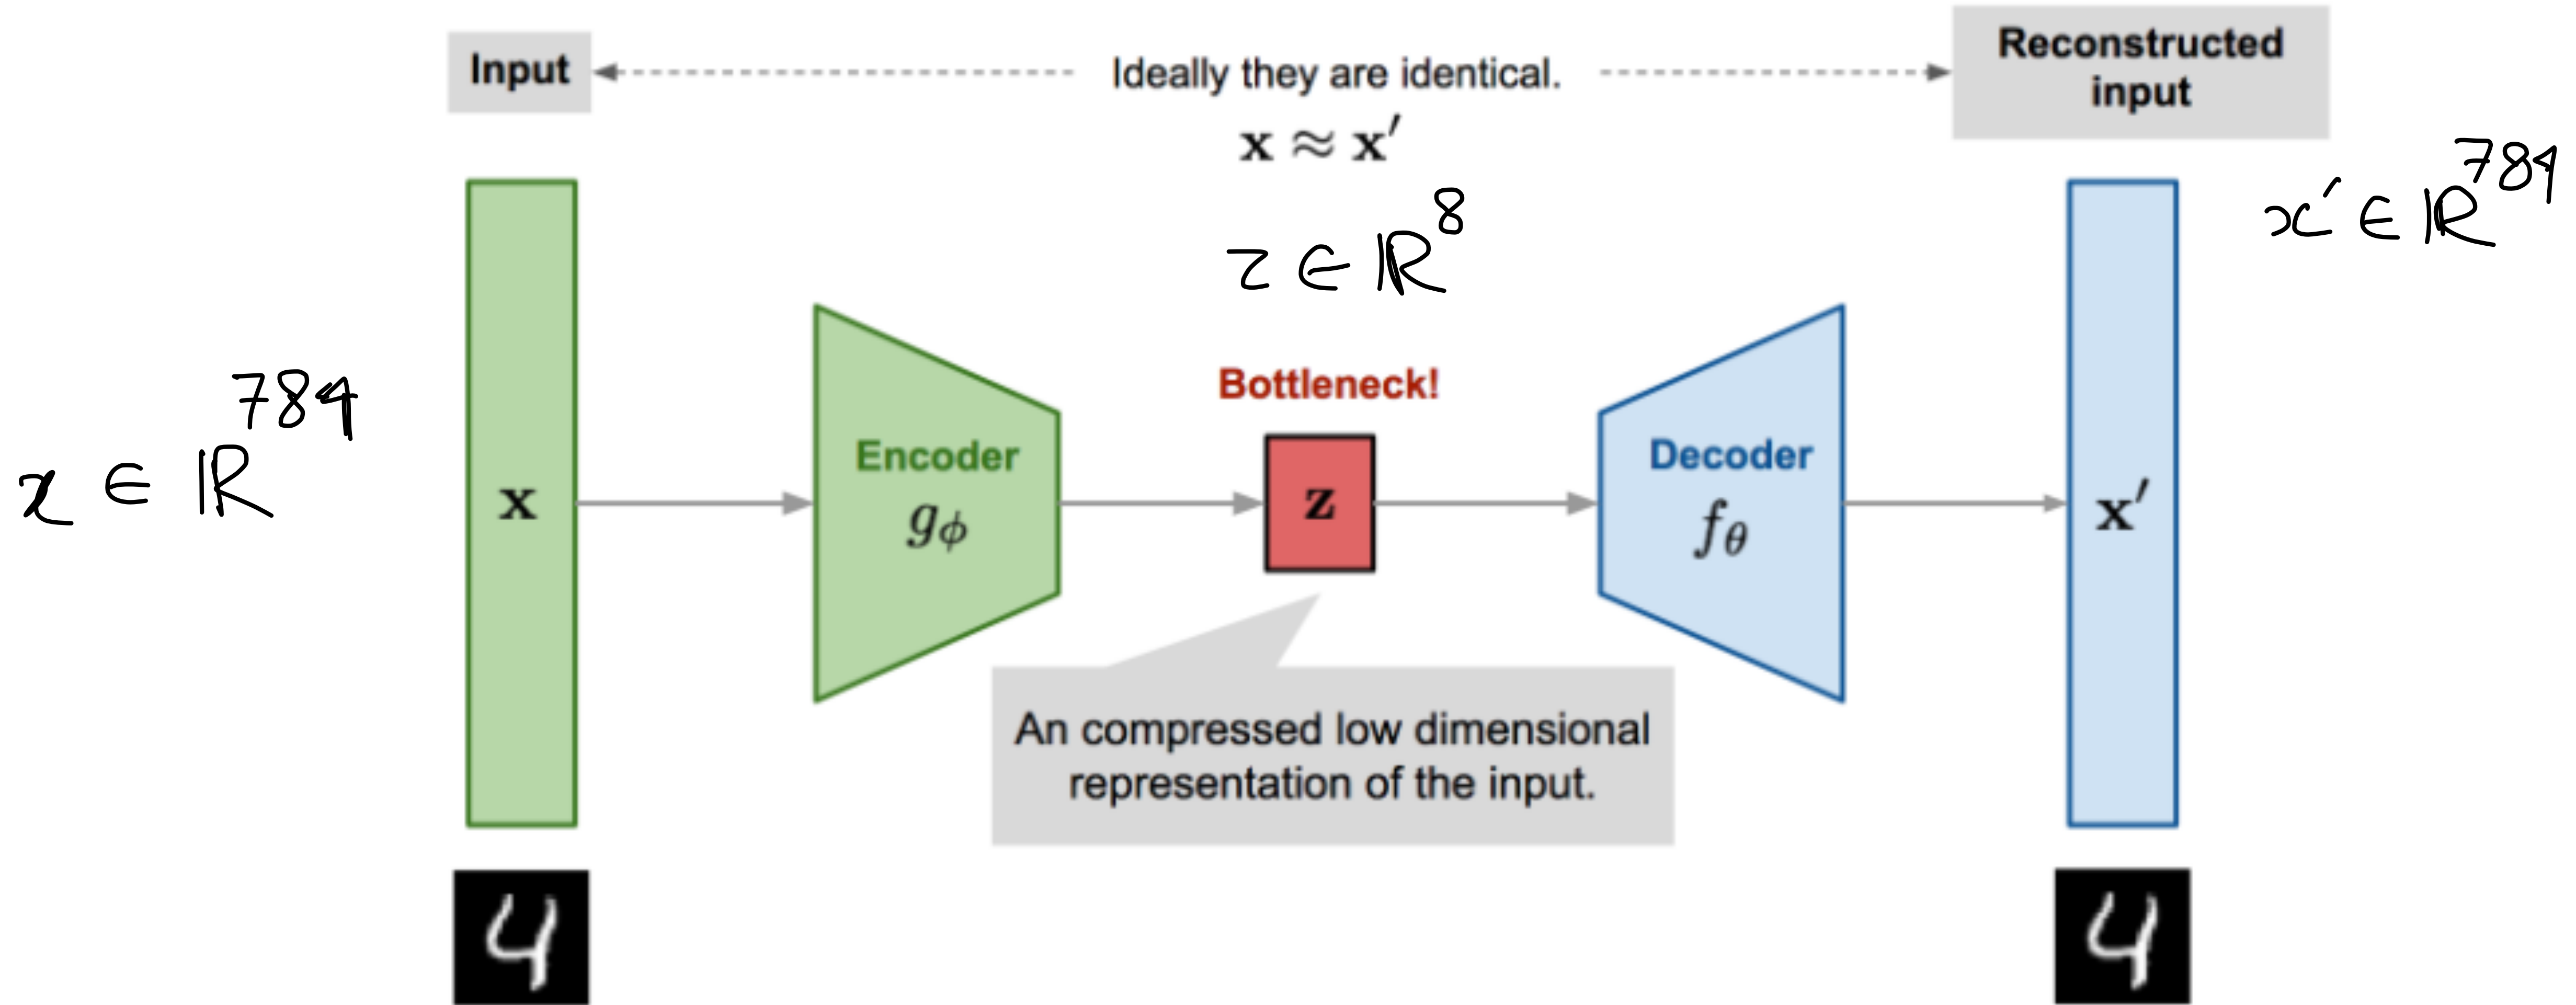 Input
Ideally they are identical.
x ≈ x′
Reconstructed
input
z ∈ ℝ⁸
x′ ∈ ℝ⁷⁸⁴
x ∈ ℝ⁷⁸⁴
x
Encoder
g_ϕ
Bottleneck!
z
Decoder
f_θ
x′
An compressed low dimensional
representation of the input.
4
4